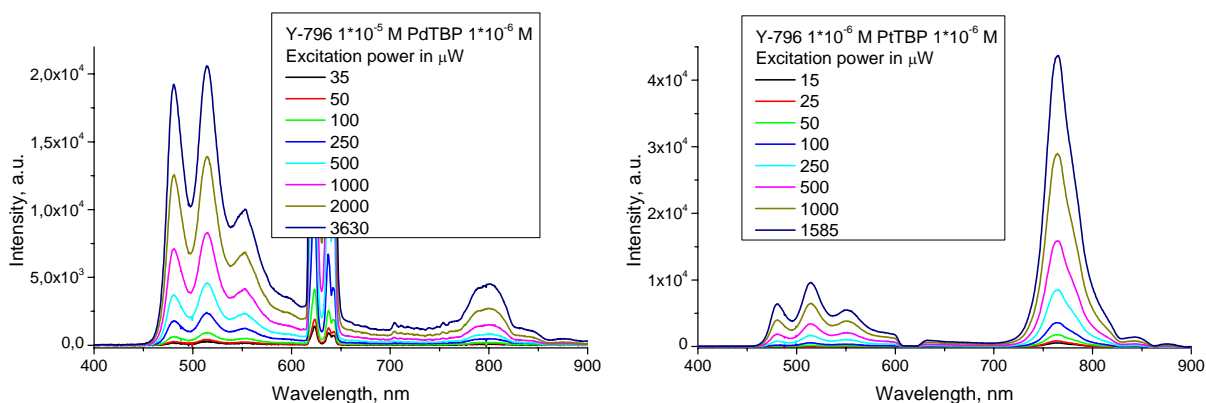 Y-796 1*10-5 M PdTBP 1*10-6 M
Excitation power in μW
35
50
100
250
500
1000
2000
3630
2,0x104
1,5x104
1,0x104
5,0x103
0,0
Intensity, a.u.
400 500 600 700 800 900
Wavelength, nm
Y-796 1*10-6 M PtTBP 1*10-6 M
Excitation power in μW
15
25
50
100
250
500
1000
1585
4x104
2x104
0
Intensity, a.u.
400 500 600 700 800 900
Wavelength, nm